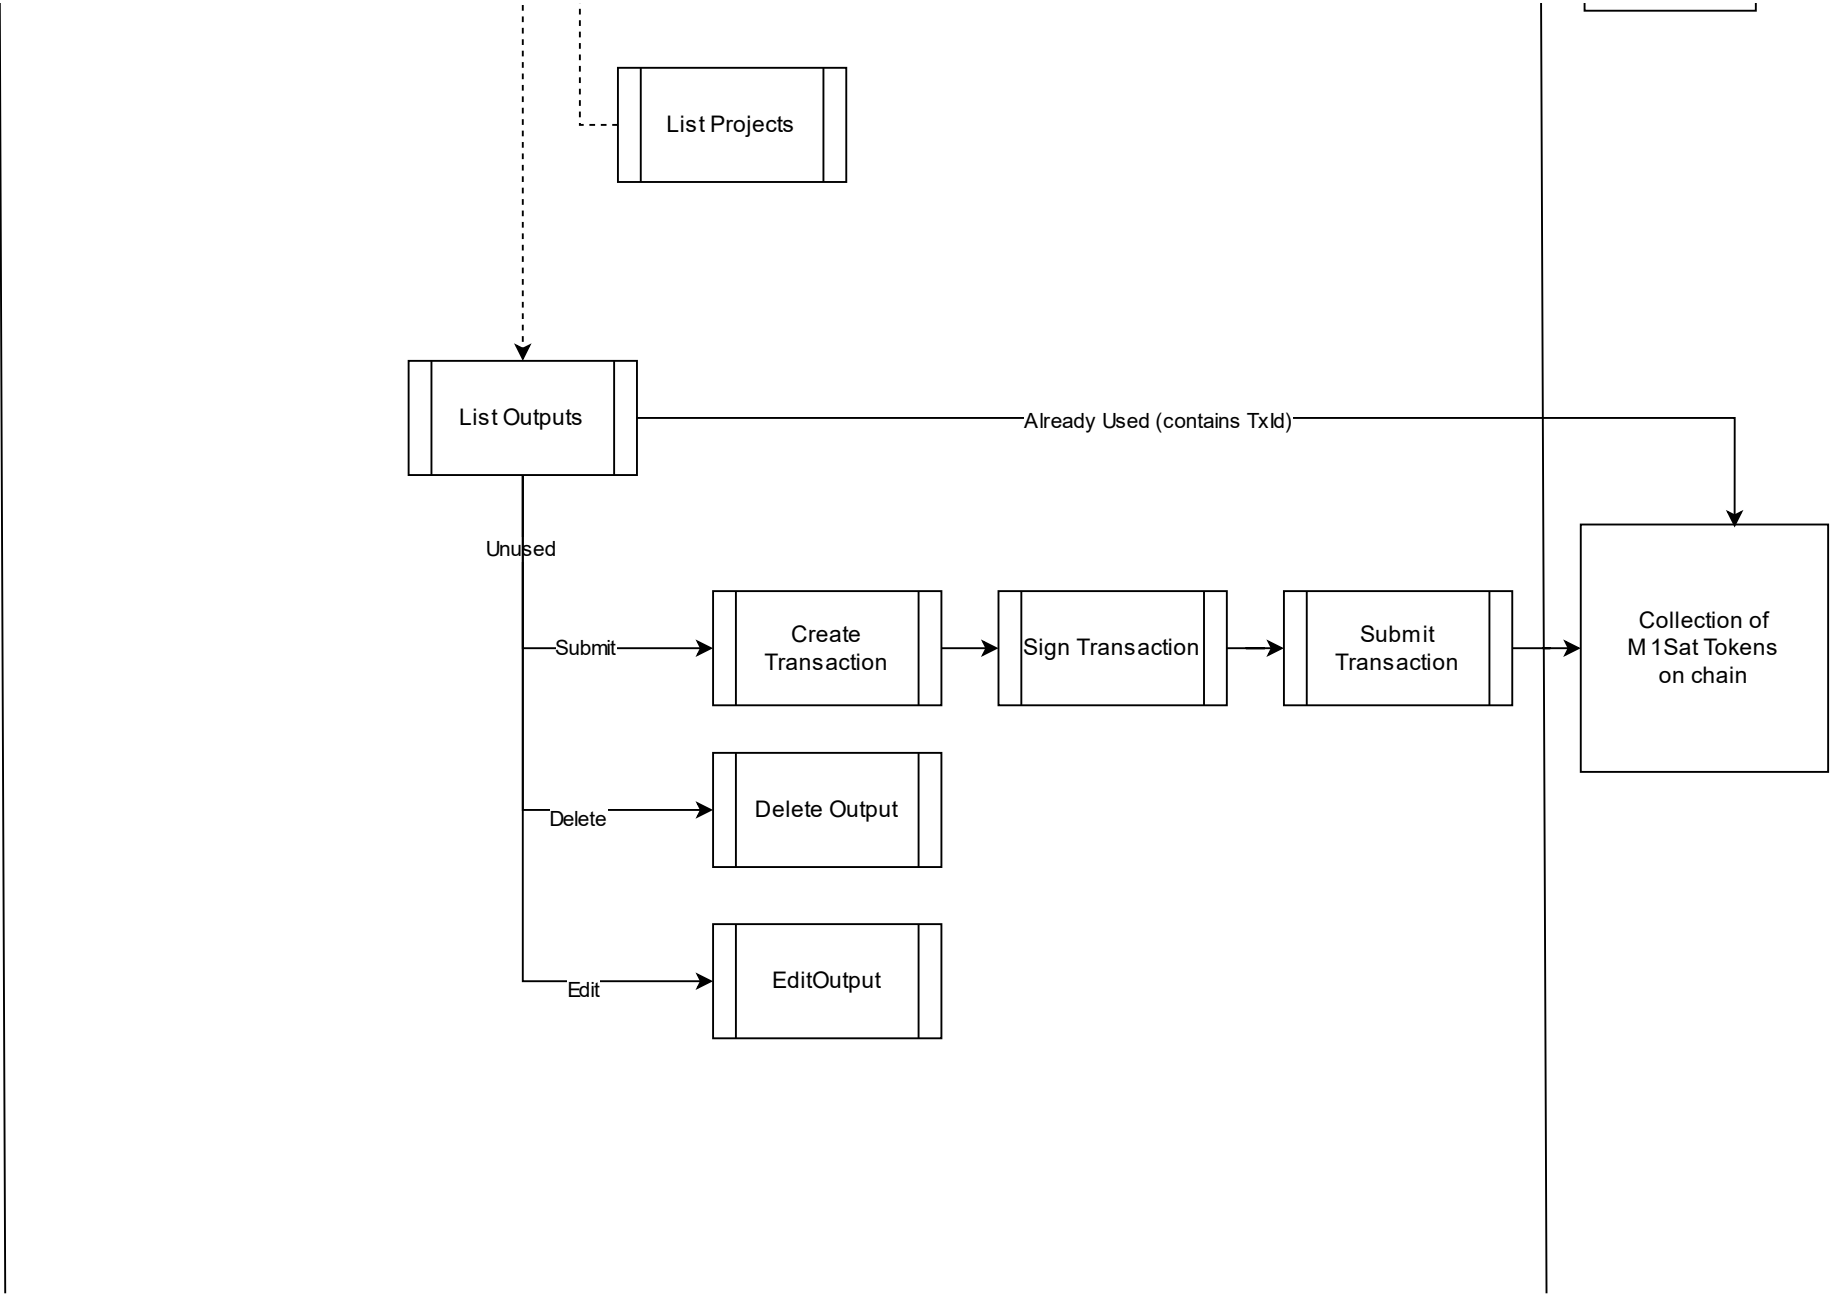 List Projects
List Outputs
Already Used (contains TxId)
Unused
Submit
Create
Transaction
Sign Transaction
Submit
Transaction
Collection of
M1Sat Tokens
on chain
Delete
Delete Output
Edit
EditOutput